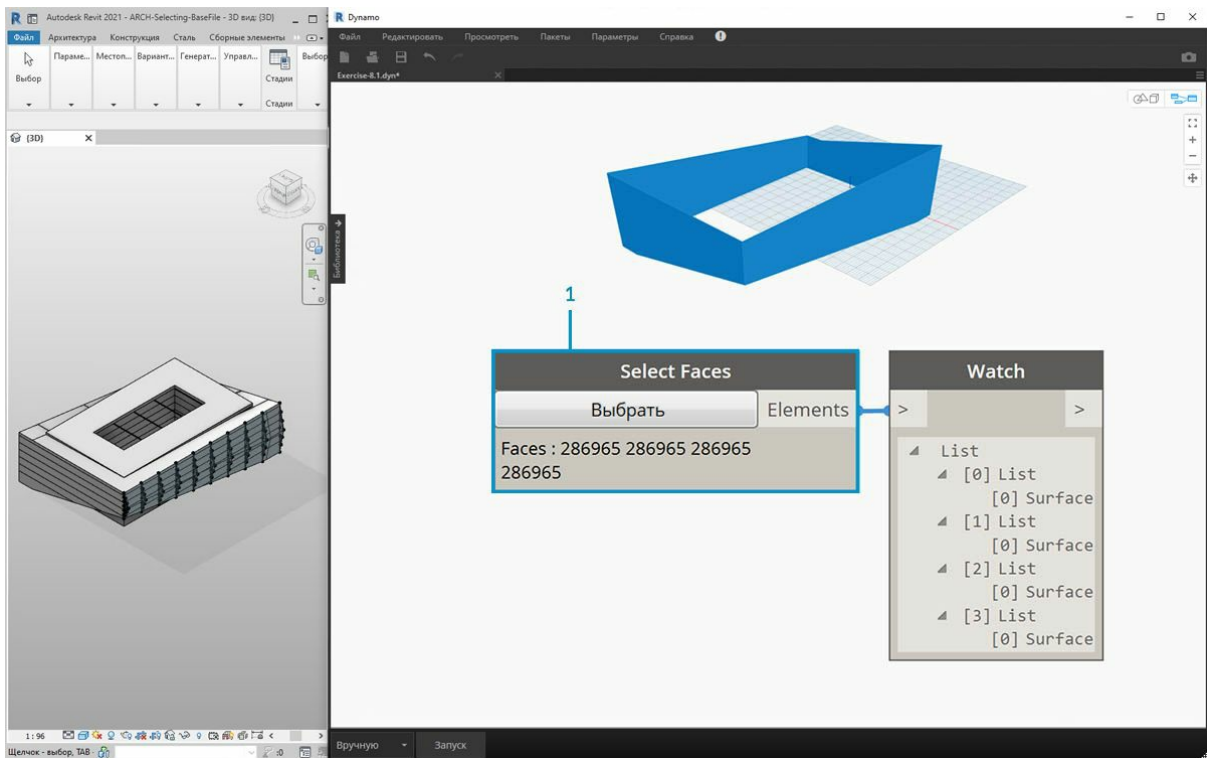 Autodesk Revit 2021 - ARCH-Selecting-BaseFile - 3D вид: {3D}
Файл Архитектура Конструкция Сталь Сборные элементы
Выбор
Параме... Местоп... Вариант... Генерат... Управл...
Стадии
Выбор
Стадии
{3D}
1 : 96
Щелчок - выбор, TAB -
:0
Dynamo
Файл Редактировать Просмотреть Пакеты Параметры Справка
Exercise-8.1.dyn*
Библиотека
1
Select Faces
Выбрать
Elements
Faces : 286965 286965 286965
286965
Watch
> >
List
[0] List
[0] Surface
[1] List
[0] Surface
[2] List
[0] Surface
[3] List
[0] Surface
Вручную Запуск